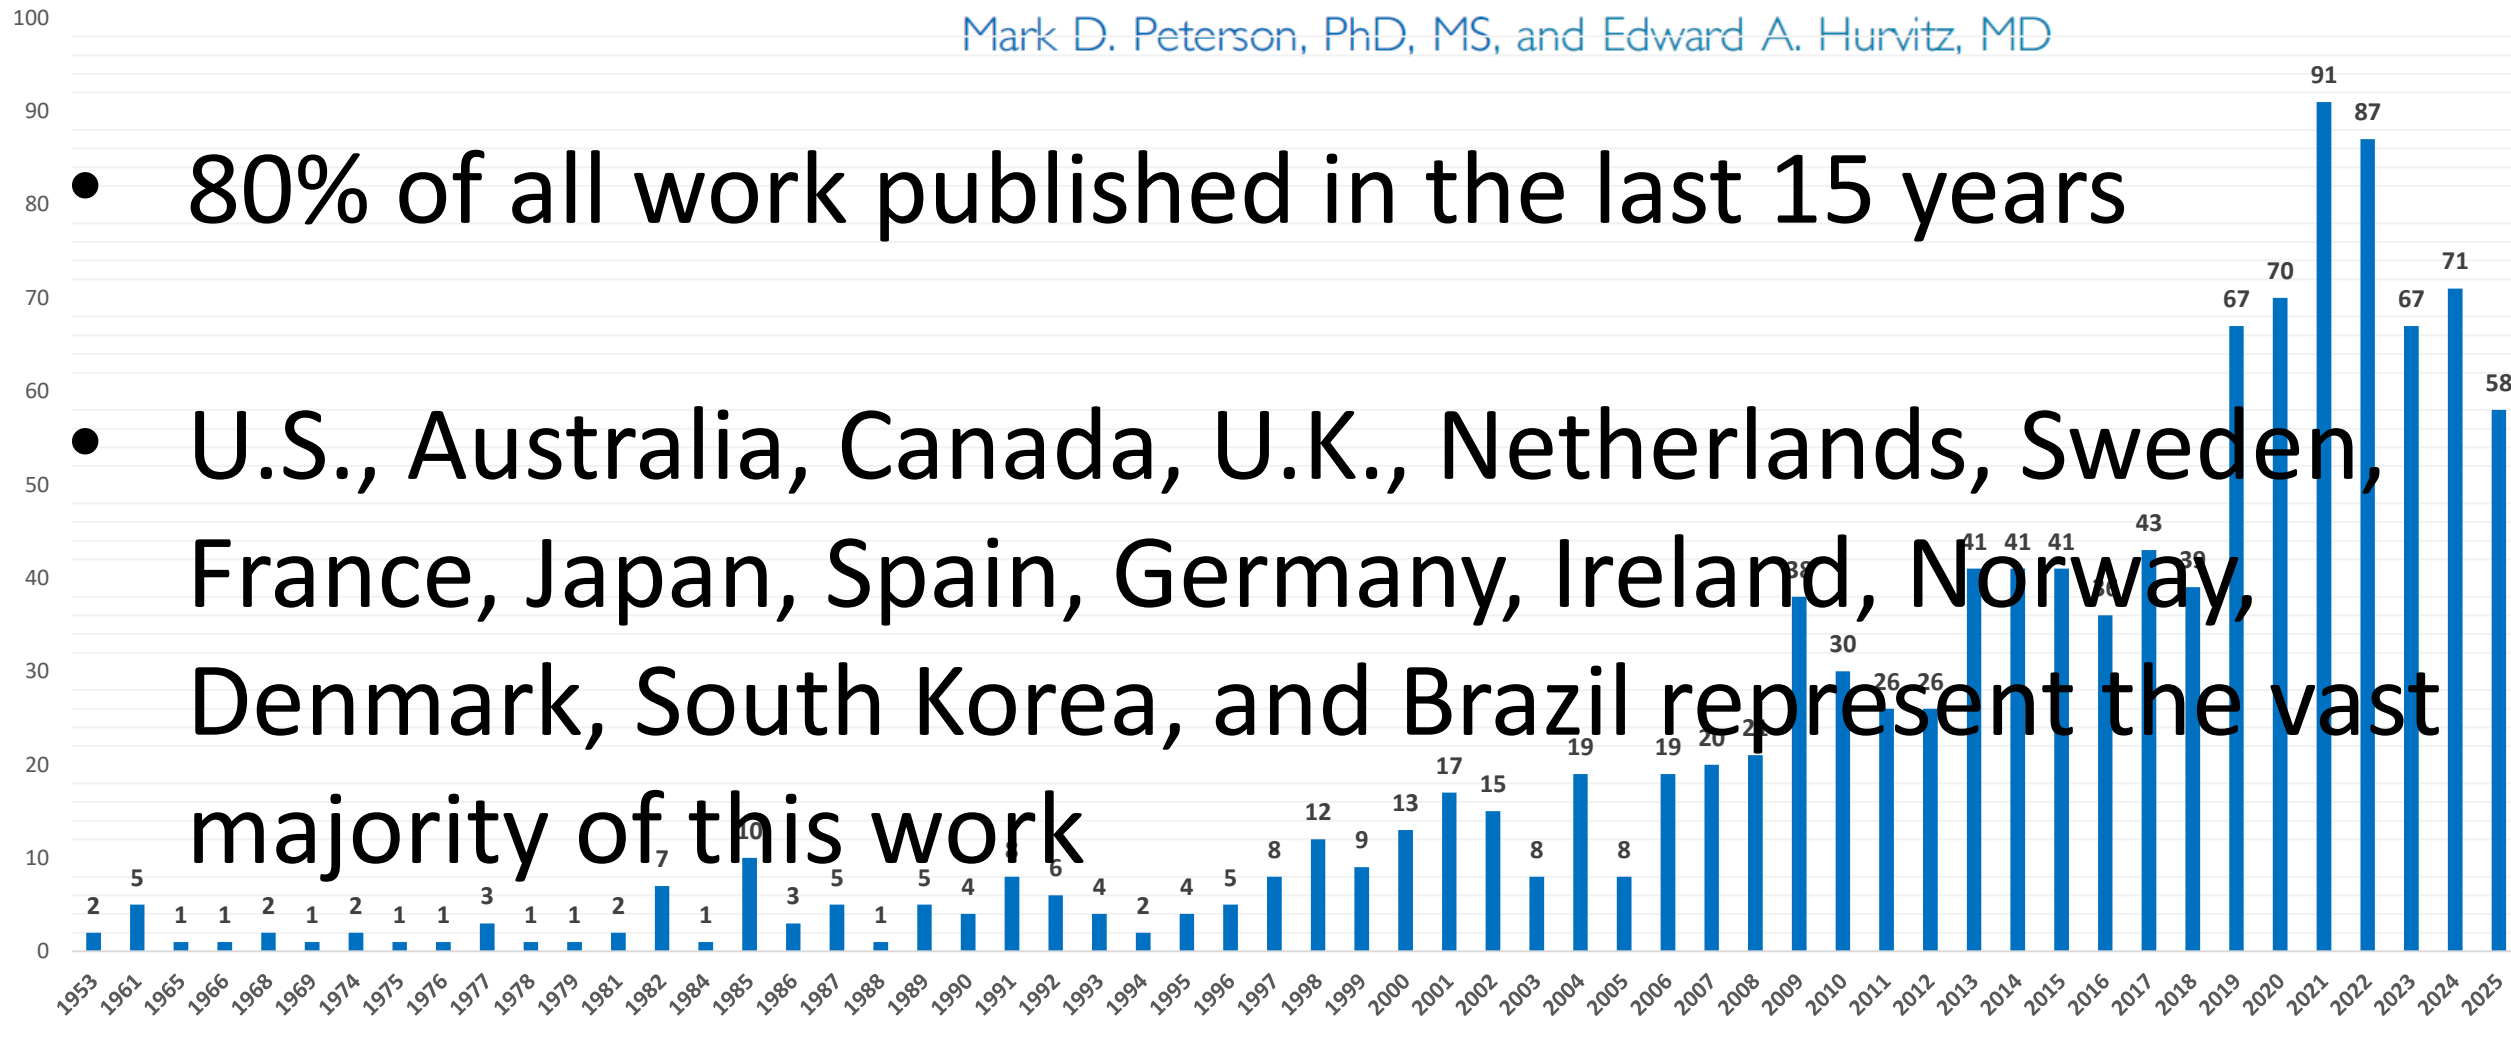 Mark D. Peterson, PhD, MS, and Edward A. Hurvitz, MD
• 80% of all work published in the last 15 years
• U.S., Australia, Canada, U.K., Netherlands, Sweden,
France, Japan, Spain, Germany, Ireland, Norway,
Denmark, South Korea, and Brazil represent the vast
majority of this work
100
90
80
70
60
50
40
30
20
10
0
2 5 1 1 2 1 2 1 1 3 1 1 2 7 1 10 3 5 1 5 4 8 6 4 2 4 5 8 12 9 13 17 15 8 19 8 19 20 21 38 30 26 26 41 41 41 36 43 39 67 70 91 87 67 71 58
1953 1961 1965 1966 1968 1969 1974 1975 1976 1977 1978 1979 1981 1982 1984 1985 1986 1987 1988 1989 1990 1991 1992 1993 1994 1995 1996 1997 1998 1999 2000 2001 2002 2003 2004 2005 2006 2007 2008 2009 2010 2011 2012 2013 2014 2015 2016 2017 2018 2019 2020 2021 2022 2023 2024 2025